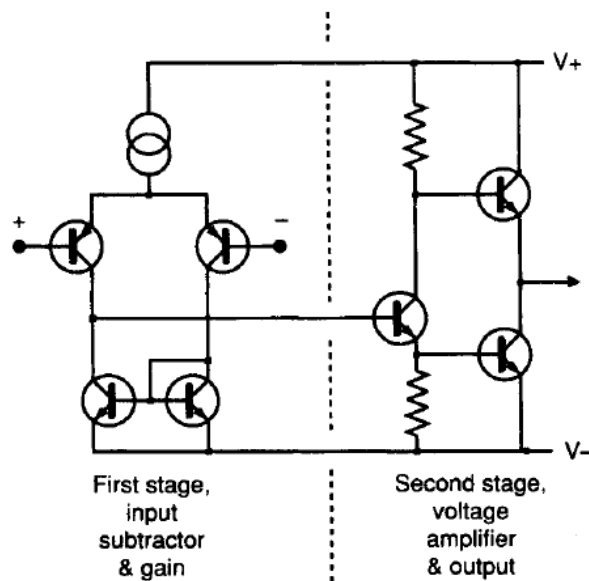 V+
+
−
V−
First stage,
input
subtractor
& gain
Second stage,
voltage
amplifier
& output